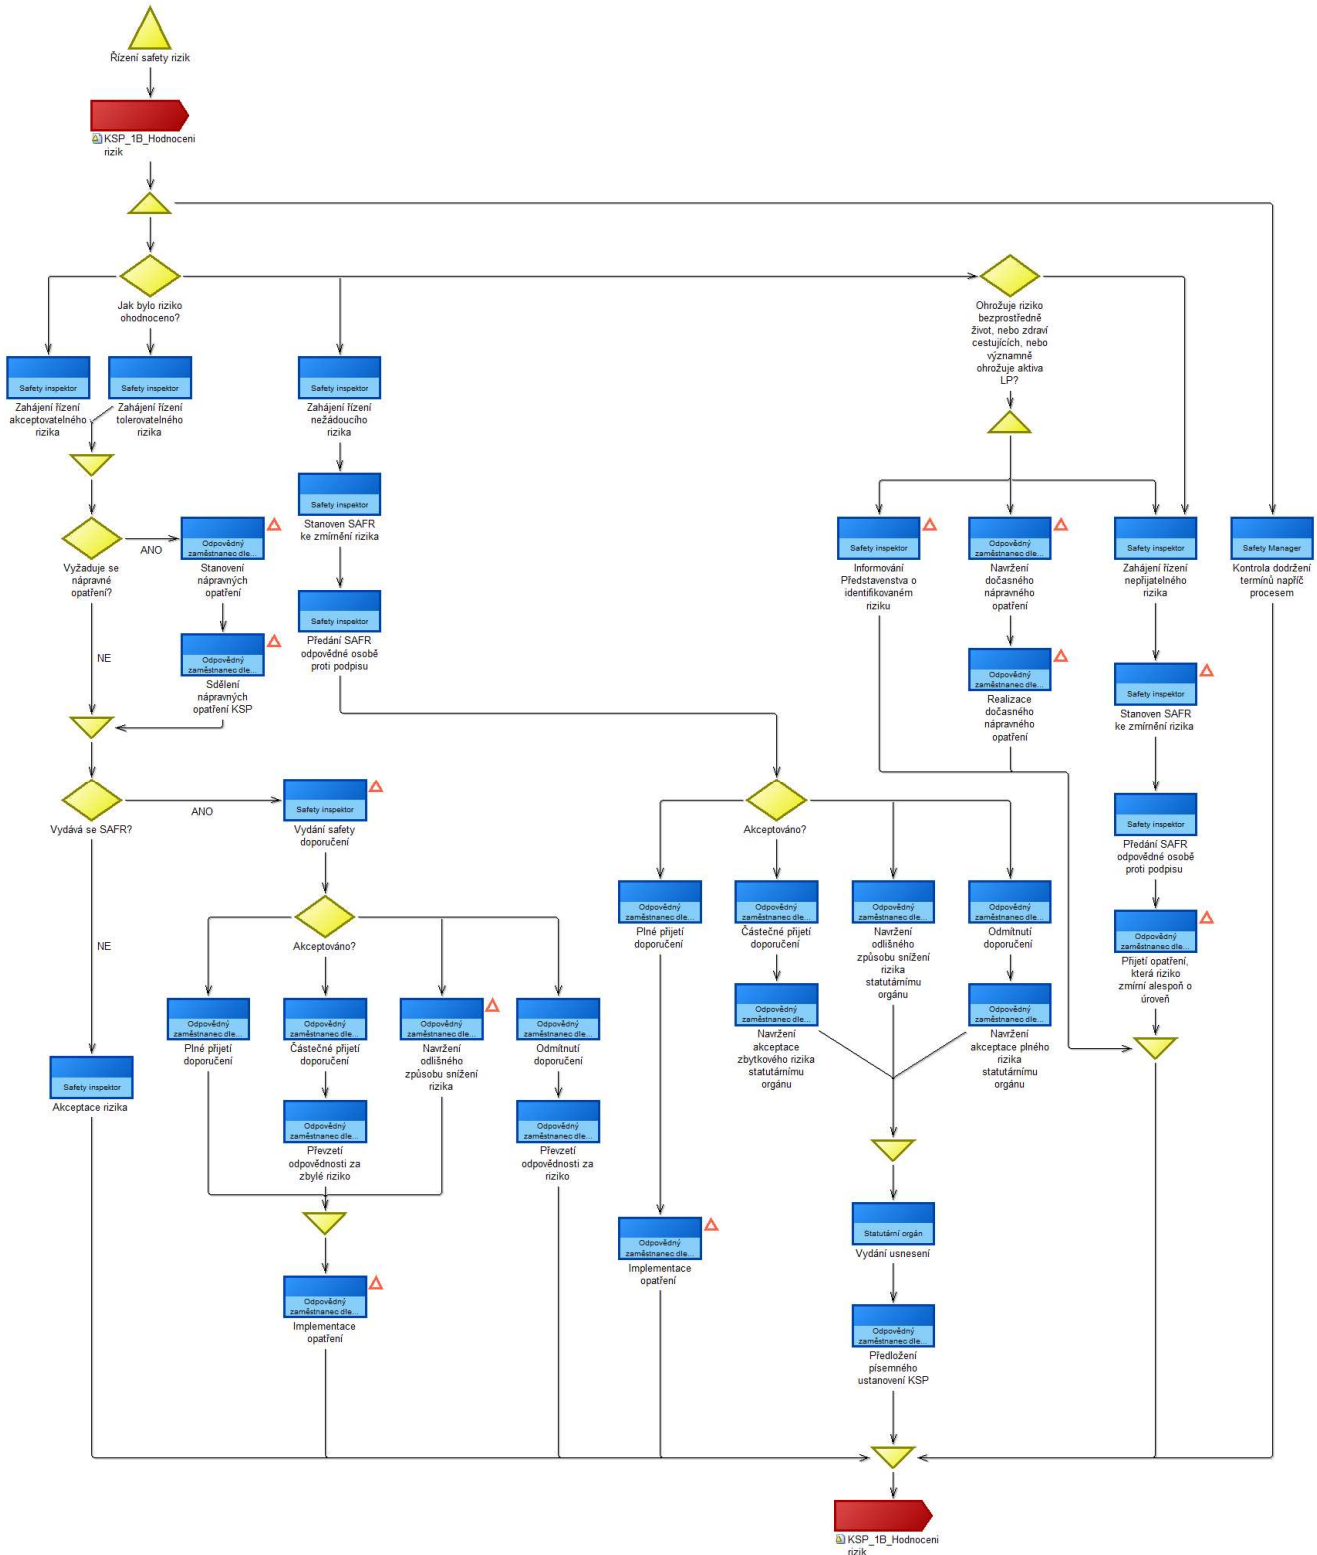 Řízení safety rizik
KSP_1B_Hodnoceni
rizik
Jak bylo riziko
ohodnoceno?
Ohrožuje riziko
bezprostředně
život, nebo zdraví
cestujících, nebo
významně
ohrožuje aktiva
LP?
Safety inspektor
Zahájení řízení
akceptovatelného
rizika
Safety inspektor
Zahájení řízení
tolerovatelného
rizika
Safety inspektor
Zahájení řízení
nežádoucího
rizika
Safety inspektor
Stanoven SAFR
ke zmírnění rizika
Vyžaduje se
nápravné
opatření?
ANO
NE
Odpovědný
zaměstnanec dle...
Stanovení
nápravných
opatření
Safety inspektor
Předání SAFR
odpovědné osobě
proti podpisu
Odpovědný
zaměstnanec dle...
Sdělení
nápravných
opatření KSP
Safety inspektor
Informování
Představenstva o
identifikovaném
riziku
Odpovědný
zaměstnanec dle...
Navržení
dočasného
nápravného
opatření
Safety inspektor
Zahájení řízení
nepřijatelného
rizika
Safety Manager
Kontrola dodržení
termínů napříč
procesem
Odpovědný
zaměstnanec dle...
Realizace
dočasného
nápravného
opatření
Safety inspektor
Stanoven SAFR
ke zmírnění rizika
Vydává se SAFR?
ANO
NE
Safety inspektor
Vydání safety
doporučení
Akceptováno?
Safety inspektor
Předání SAFR
odpovědné osobě
proti podpisu
Akceptováno?
Odpovědný
zaměstnanec dle...
Plné přijetí
doporučení
Odpovědný
zaměstnanec dle...
Částečné přijetí
doporučení
Odpovědný
zaměstnanec dle...
Navržení
odlišného
způsobu snížení
rizika
statutárnímu
orgánu
Odpovědný
zaměstnanec dle...
Odmítnutí
doporučení
Odpovědný
zaměstnanec dle...
Přijetí opatření,
která riziko
zmírní alespoň o
úroveň
Odpovědný
zaměstnanec dle...
Plné přijetí
doporučení
Odpovědný
zaměstnanec dle...
Částečné přijetí
doporučení
Odpovědný
zaměstnanec dle...
Navržení
odlišného
způsobu snížení
rizika
Odpovědný
zaměstnanec dle...
Odmítnutí
doporučení
Odpovědný
zaměstnanec dle...
Navržení
akceptace
zbytkového rizika
statutárnímu
orgánu
Odpovědný
zaměstnanec dle...
Navržení
akceptace plného
rizika
statutárnímu
orgánu
Safety inspektor
Akceptace rizika
Odpovědný
zaměstnanec dle...
Převzetí
odpovědnosti za
zbylé riziko
Odpovědný
zaměstnanec dle...
Převzetí
odpovědnosti za
riziko
Statutární orgán
Vydání usnesení
Odpovědný
zaměstnanec dle...
Implementace
opatření
Odpovědný
zaměstnanec dle...
Implementace
opatření
Odpovědný
zaměstnanec dle...
Předložení
písemného
ustanovení KSP
KSP_1B_Hodnoceni
rizik